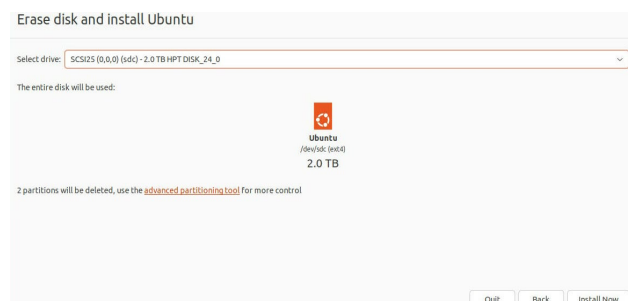 Erase disk and install Ubuntu
Select drive: SCSI25 (0,0,0) (sdc) - 2.0 TB HPT DISK_24_0
The entire disk will be used:
Ubuntu
/dev/sdc (ext4)
2.0 TB
2 partitions will be deleted, use the advanced partitioning tool for more control
Quit Back Install Now